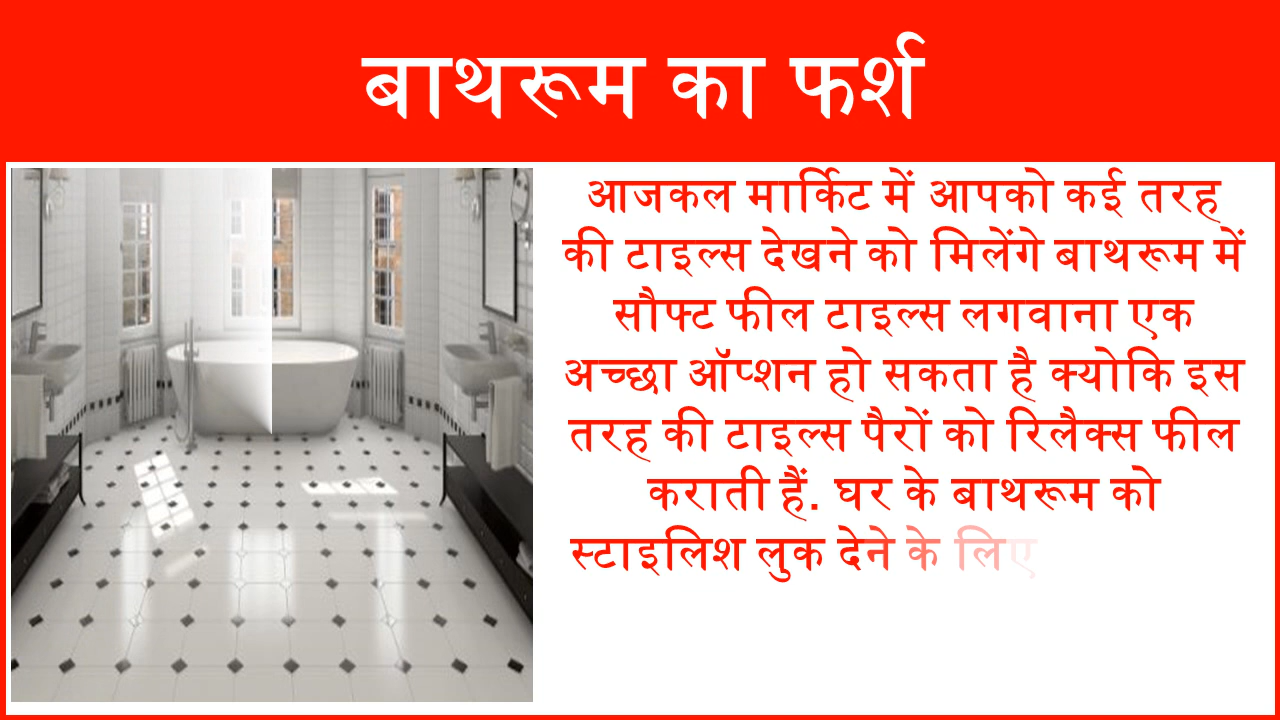 बाथरूम का फर्श
आजकल मार्किट में आपको कई तरह
की टाइल्स देखने को मिलेंगे बाथरूम में
सौफ्ट फील टाइल्स लगवाना एक
अच्छा ऑप्शन हो सकता है क्योकि इस
तरह की टाइल्स पैरों को रिलैक्स फील
कराती हैं. घर के बाथरूम को
स्टाइलिश लुक देने के लिए